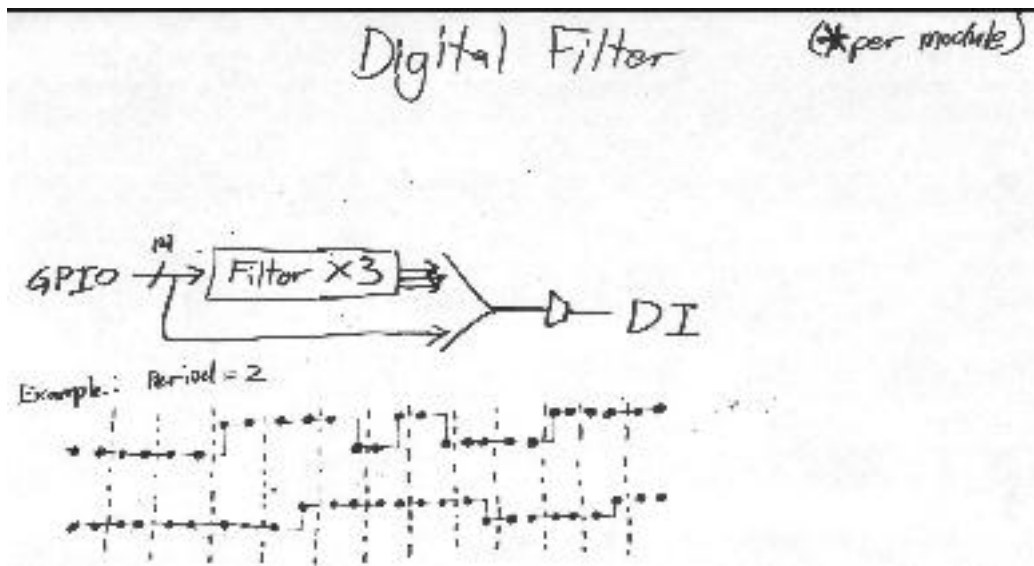 Digital Filter
(*per module)
GPIO
Filter X3
DI
Example: Period = 2